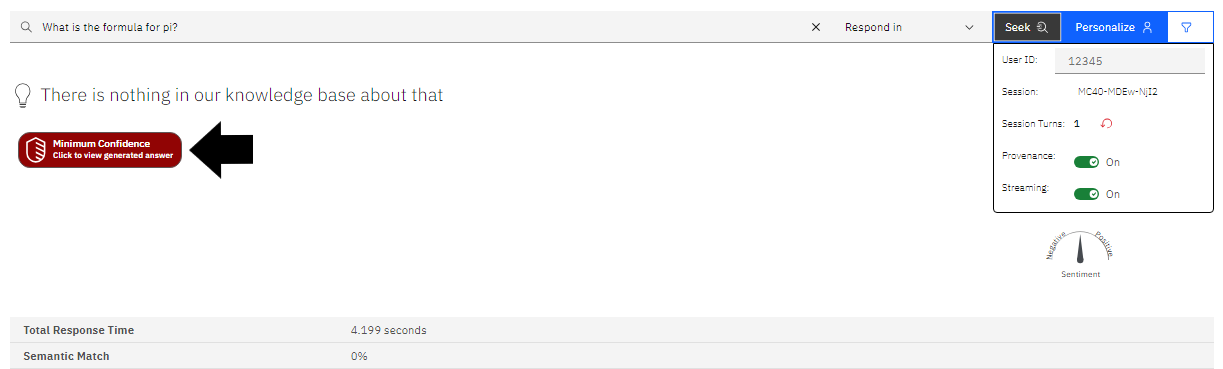 What is the formula for pi?
Respond in
Seek
Personalize
User ID: 12345
Session: MC40-MDEw-NjI2
Session Turns: 1
Provenance: On
Streaming: On
There is nothing in our knowledge base about that
Minimum Confidence
Click to view generated answer
Negative
Positive
Sentiment
Total Response Time 4.199 seconds
Semantic Match 0%